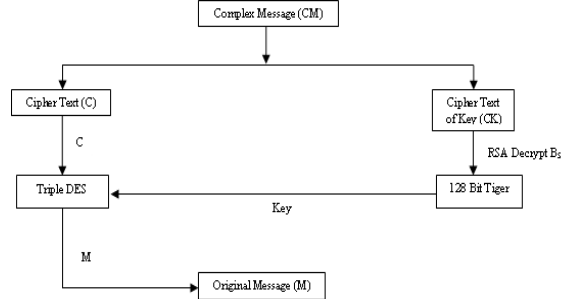 Complex Message (CM)
Cipher Text (C)
Cipher Text
of Key (CK)
C
RSA Decrypt BS
Triple DES
128 Bit Tiger
Key
M
Original Message (M)